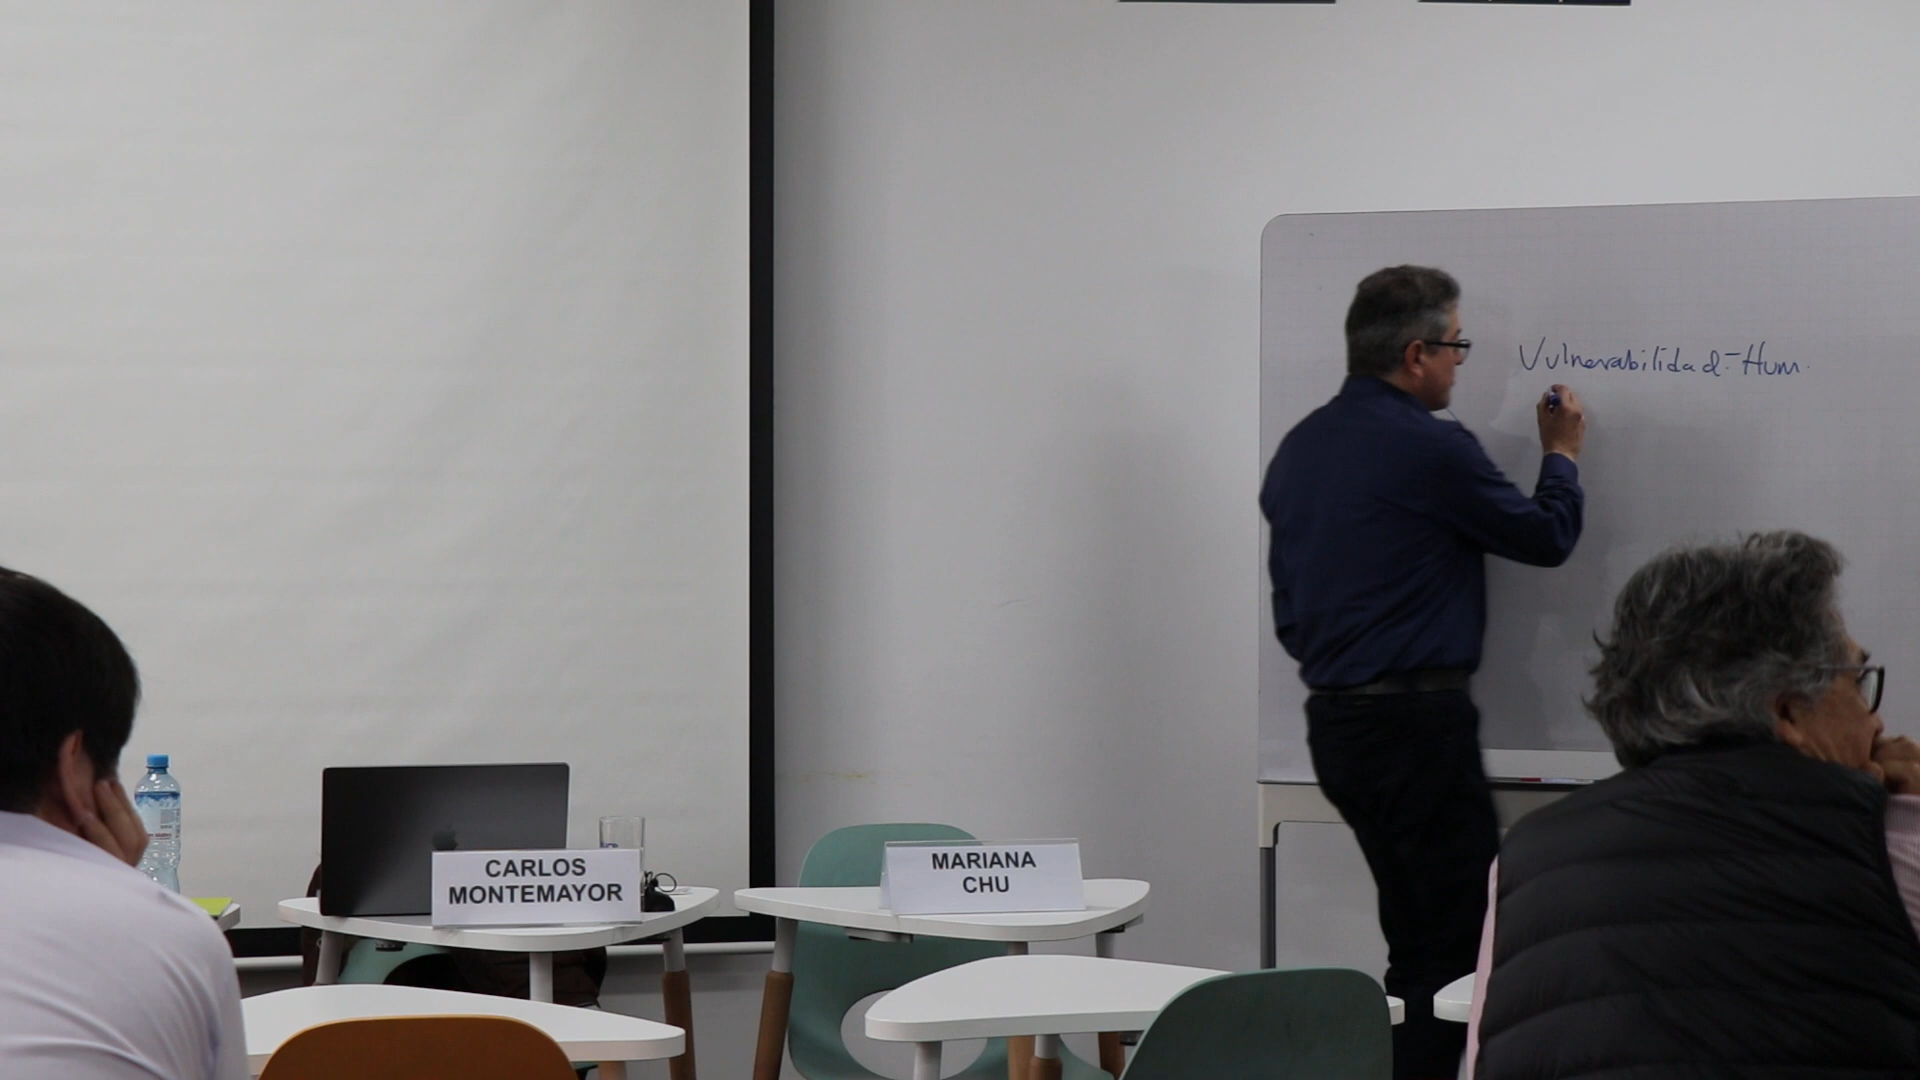 Vulnerabilidad - Hum.
CARLOS
MONTEMAYOR
MARIANA
CHU